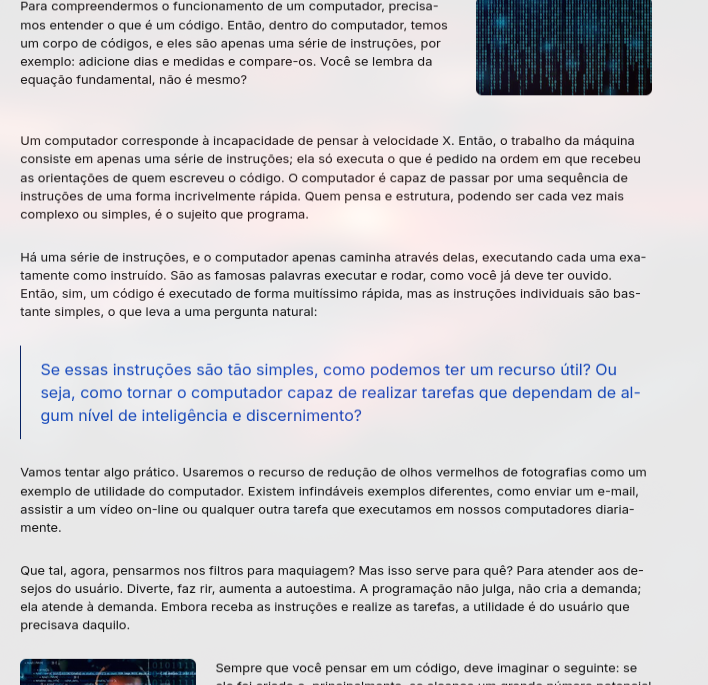 Para compreendermos o funcionamento de um computador, precisa-
mos entender o que é um código. Então, dentro do computador, temos
um corpo de códigos, e eles são apenas uma série de instruções, por
exemplo: adicione dias e medidas e compare-os. Você se lembra da
equação fundamental, não é mesmo?
Um computador corresponde à incapacidade de pensar à velocidade X. Então, o trabalho da máquina
consiste em apenas uma série de instruções; ela só executa o que é pedido na ordem em que recebeu
as orientações de quem escreveu o código. O computador é capaz de passar por uma sequência de
instruções de uma forma incrivelmente rápida. Quem pensa e estrutura, podendo ser cada vez mais
complexo ou simples, é o sujeito que programa.
Há uma série de instruções, e o computador apenas caminha através delas, executando cada uma exa-
tamente como instruído. São as famosas palavras executar e rodar, como você já deve ter ouvido.
Então, sim, um código é executado de forma muitíssimo rápida, mas as instruções individuais são bas-
tante simples, o que leva a uma pergunta natural:
Se essas instruções são tão simples, como podemos ter um recurso útil? Ou
seja, como tornar o computador capaz de realizar tarefas que dependam de al-
gum nível de inteligência e discernimento?
Vamos tentar algo prático. Usaremos o recurso de redução de olhos vermelhos de fotografias como um
exemplo de utilidade do computador. Existem infindáveis exemplos diferentes, como enviar um e-mail,
assistir a um vídeo on-line ou qualquer outra tarefa que executamos em nossos computadores diaria-
mente.
Que tal, agora, pensarmos nos filtros para maquiagem? Mas isso serve para quê? Para atender aos de-
sejos do usuário. Diverte, faz rir, aumenta a autoestima. A programação não julga, não cria a demanda;
ela atende à demanda. Embora receba as instruções e realize as tarefas, a utilidade é do usuário que
precisava daquilo.
Sempre que você pensar em um código, deve imaginar o seguinte: se